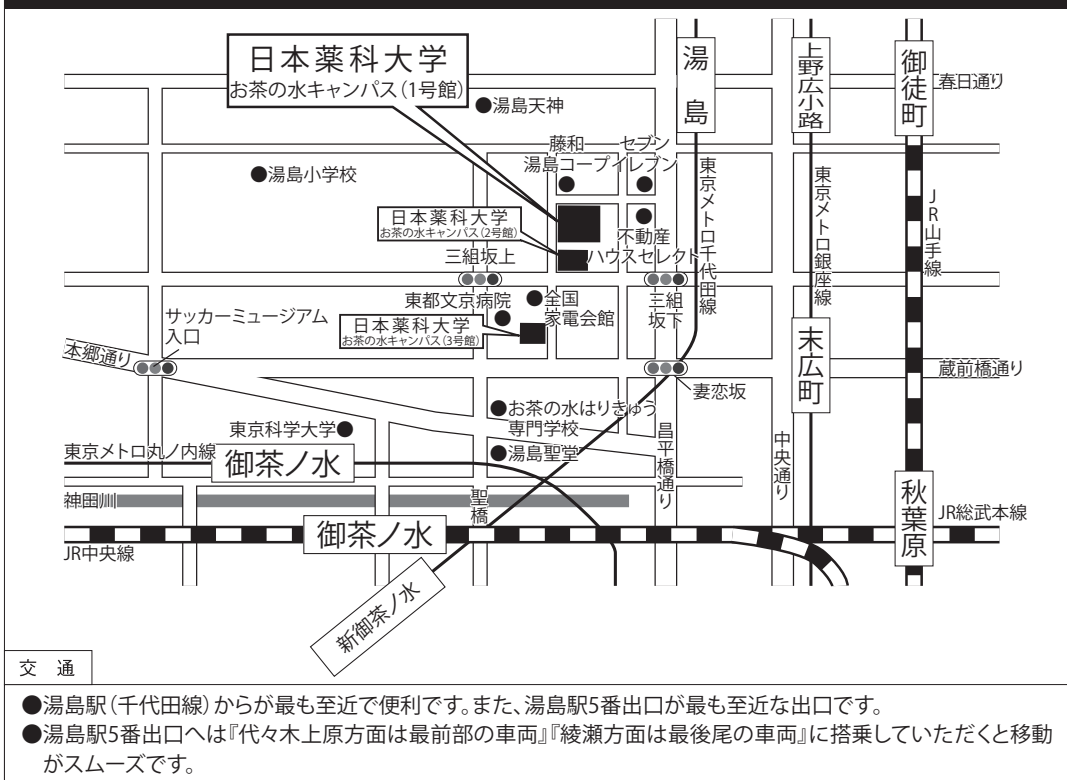 日本薬科大学
お茶の水キャンパス(1号館)
湯島
上野広小路
御徒町
春日通り
●湯島天神
藤和
湯島コープ
セブン
イレブン
●湯島小学校
東京メトロ千代田線
東京メトロ銀座線
JR山手線
日本薬科大学
お茶の水キャンパス(2号館)
不動産
ハウスセレクト
三組坂上
東都文京病院
全国
家電会館
三組
坂下
サッカーミュージアム
入口
日本薬科大学
お茶の水キャンパス(3号館)
本郷通り
末広町
蔵前橋通り
妻恋坂
●お茶の水はりきゅう
専門学校
東京科学大学●
●湯島聖堂
昌平橋通り
中央通り
東京メトロ丸ノ内線
御茶ノ水
神田川
聖橋
秋葉原
JR総武本線
御茶ノ水
JR中央線
新御茶ノ水
交 通
●湯島駅(千代田線)からが最も至近で便利です。また、湯島駅5番出口が最も至近な出口です。
●湯島駅5番出口へは『代々木上原方面は最前部の車両』『綾瀬方面は最後尾の車両』に搭乗していただくと移動
がスムーズです。